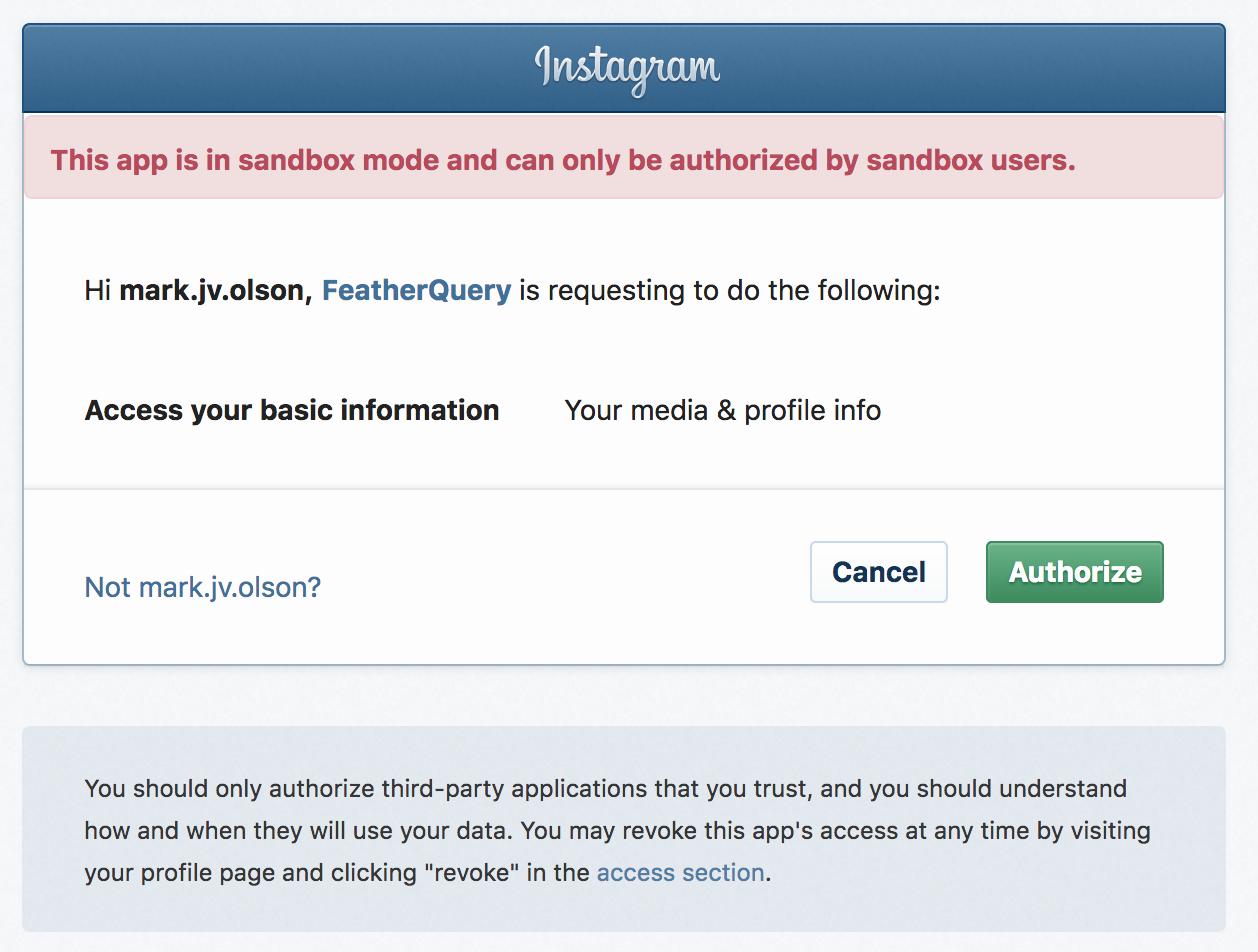 Instagram
This app is in sandbox mode and can only be authorized by sandbox users.
Hi mark.jv.olson, FeatherQuery is requesting to do the following:
Access your basic information Your media & profile info
Not mark.jv.olson? Cancel Authorize
You should only authorize third-party applications that you trust, and you should understand
how and when they will use your data. You may revoke this app's access at any time by visiting
your profile page and clicking "revoke" in the access section.